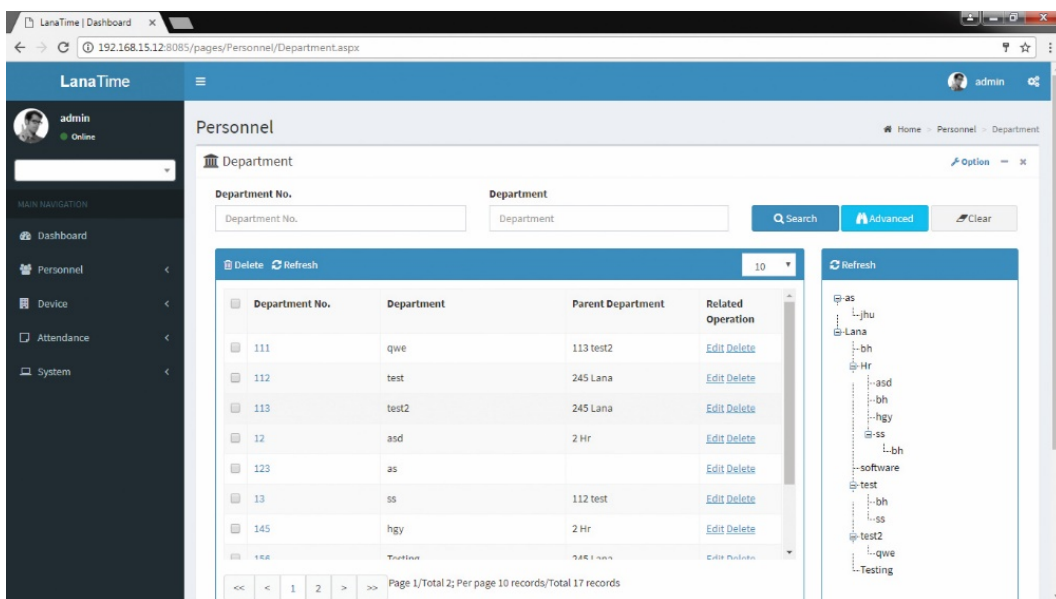 LanaTime | Dashboard
192.168.15.12:8085/pages/Personnel/Department.aspx
LanaTime
admin
admin
Online
Personnel
Home > Personnel > Department
Department
Option
MAIN NAVIGATION
Dashboard
Personnel
Device
Attendance
System
Department No.
Department
Department No.
Department
Search
Advanced
Clear
Delete Refresh
10
Department No. Department Parent Department Related Operation
111 qwe 113 test2 Edit Delete
112 test 245 Lana Edit Delete
113 test2 245 Lana Edit Delete
12 asd 2 Hr Edit Delete
123 as Edit Delete
13 ss 112 test Edit Delete
145 hgy 2 Hr Edit Delete
156 Testing 245 Lana Edit Delete
<< < 1 2 > >> Page 1/Total 2; Per page 10 records/Total 17 records
Refresh
as
jhu
Lana
bh
Hr
asd
bh
hgy
ss
bh
software
test
bh
ss
test2
qwe
Testing